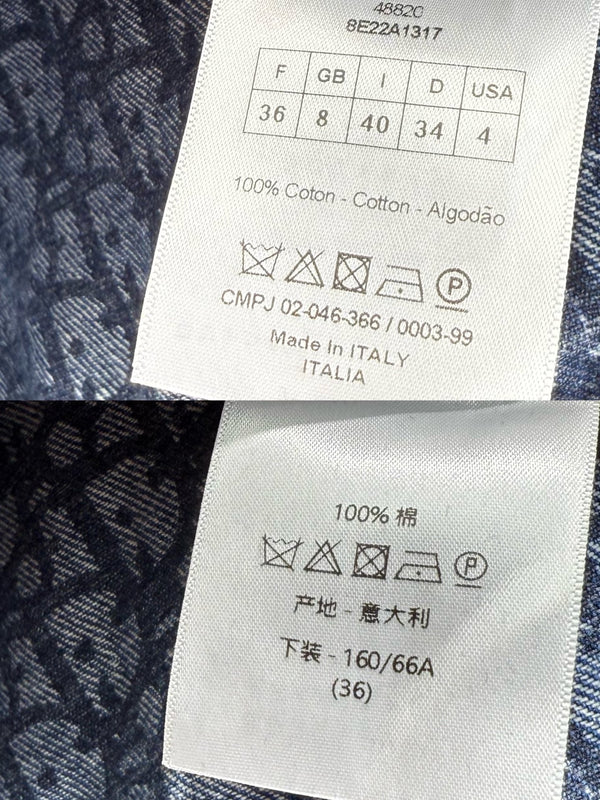 4882C
8E22A1317
F GB I D USA
36 8 40 34 4
100% Coton - Cotton - Algodão
P
CMPJ 02-046-366 / 0003-99
Made In ITALY
ITALIA
100% 棉
P
产地 - 意大利
下装 - 160/66A
(36)